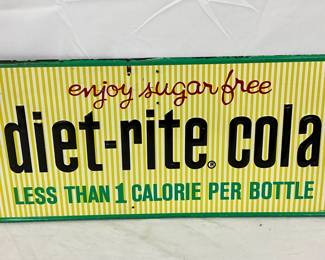 enjoy sugar free
diet-rite® cola
LESS THAN 1 CALORIE PER BOTTLE